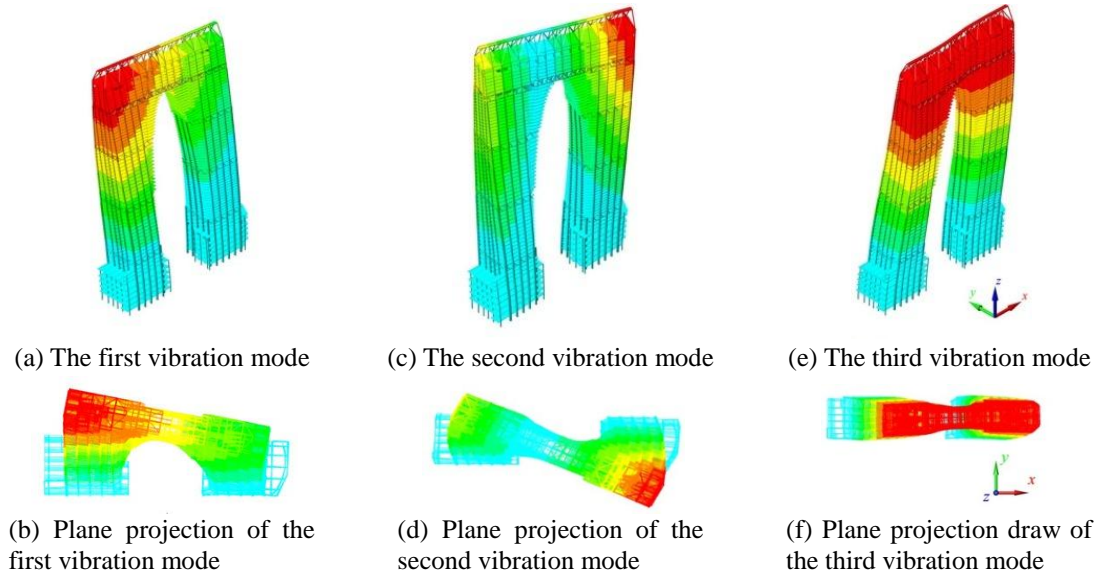 y z x
(a) The first vibration mode (c) The second vibration mode (e) The third vibration mode
y
z x
(b) Plane projection of the (d) Plane projection of the (f) Plane projection draw of
first vibration mode second vibration mode the third vibration mode